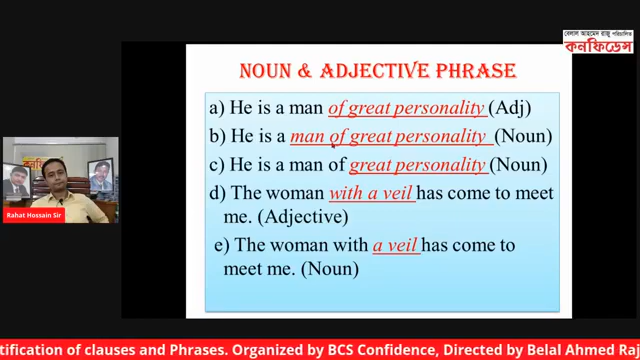 বেলাল আহমেদ রাজু পরিচালিত
কনফিডেন্স
NOUN & ADJECTIVE PHRASE
a) He is a man of great personality (Adj)
b) He is a man of great personality (Noun)
c) He is a man of great personality (Noun)
d) The woman with a veil has come to meet
me. (Adjective)
e) The woman with a veil has come to
meet me. (Noun)
Rahat Hossain Sir
tification of clauses and Phrases. Organized by BCS Confidence, Directed by Belal Ahmed Raj